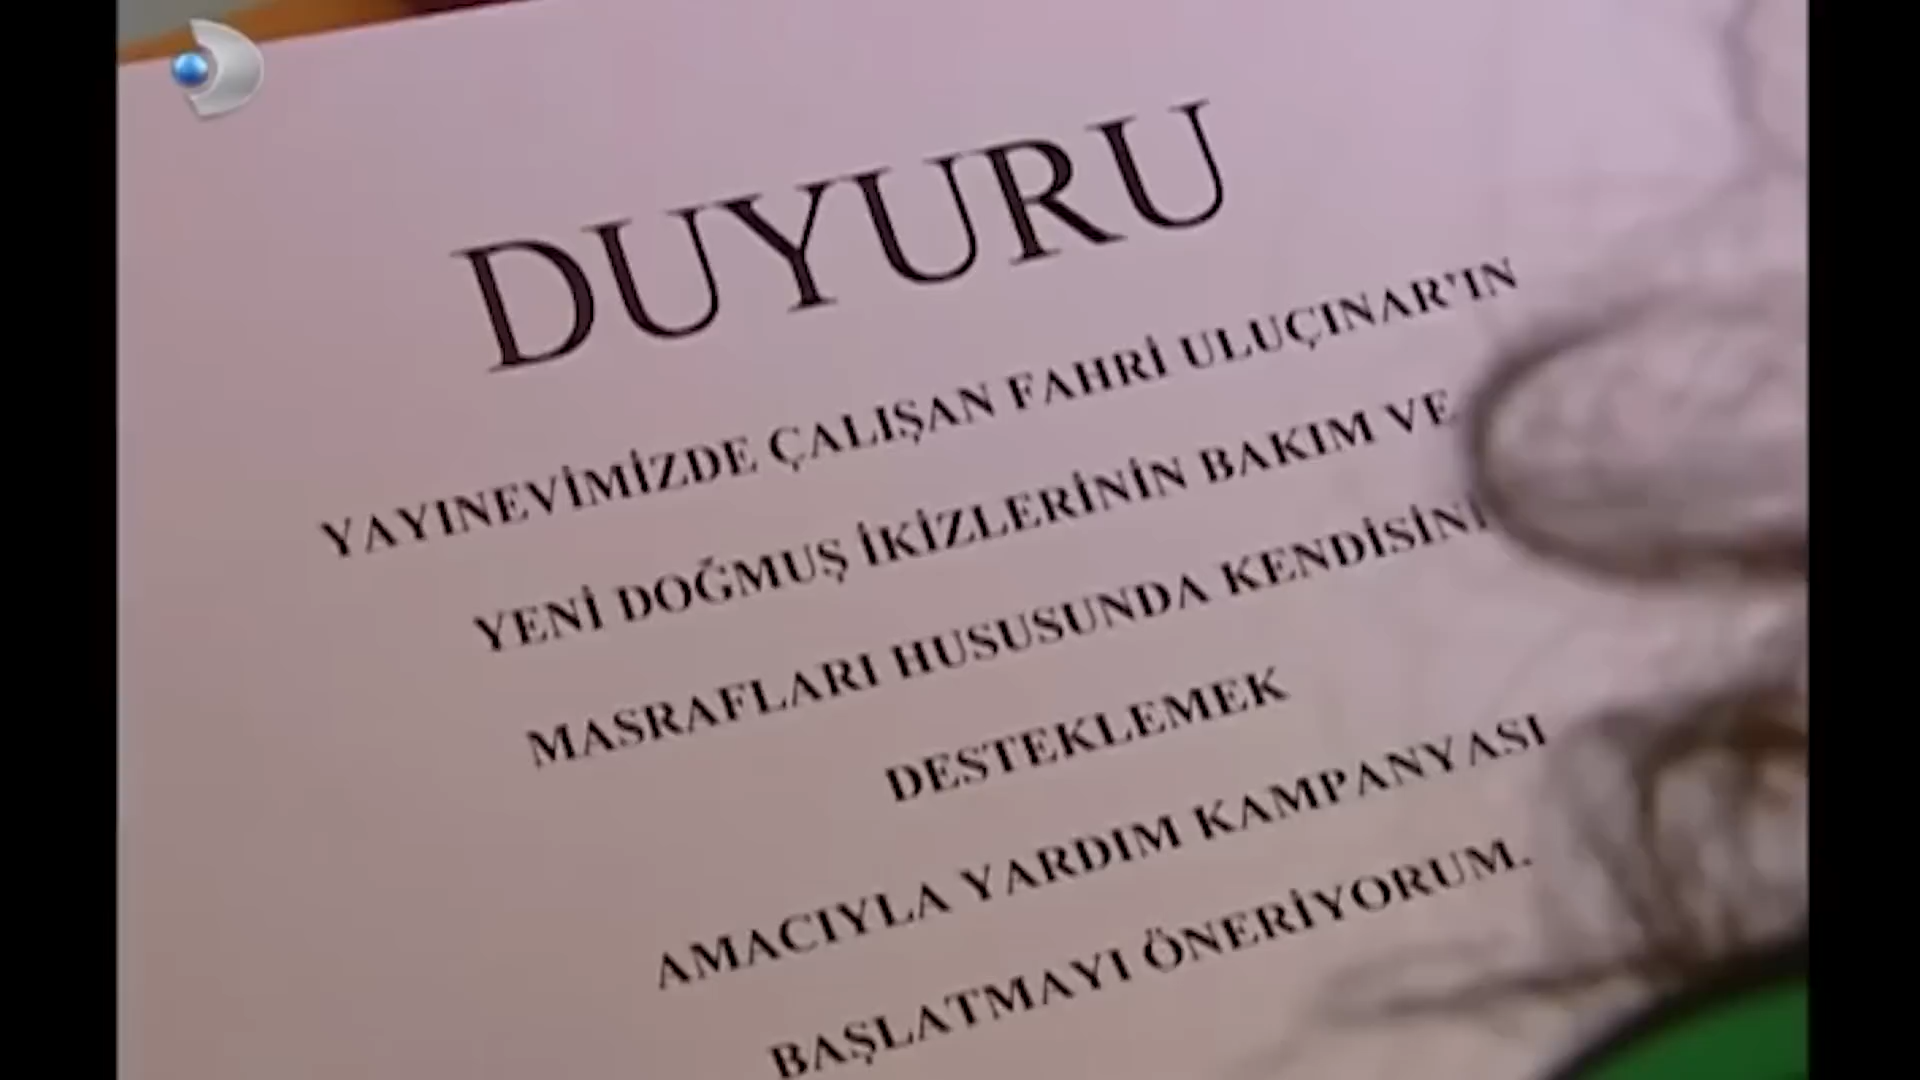 DUYURU
YAYINEVİMİZDE ÇALIŞAN FAHRİ ULUÇINAR'IN
YENİ DOĞMUŞ İKİZLERİNİN BAKIM VE
MASRAFLARI HUSUSUNDA KENDİSİNİ
DESTEKLEMEK
AMACIYLA YARDIM KAMPANYASI
BAŞLATMAYI ÖNERİYORUM.